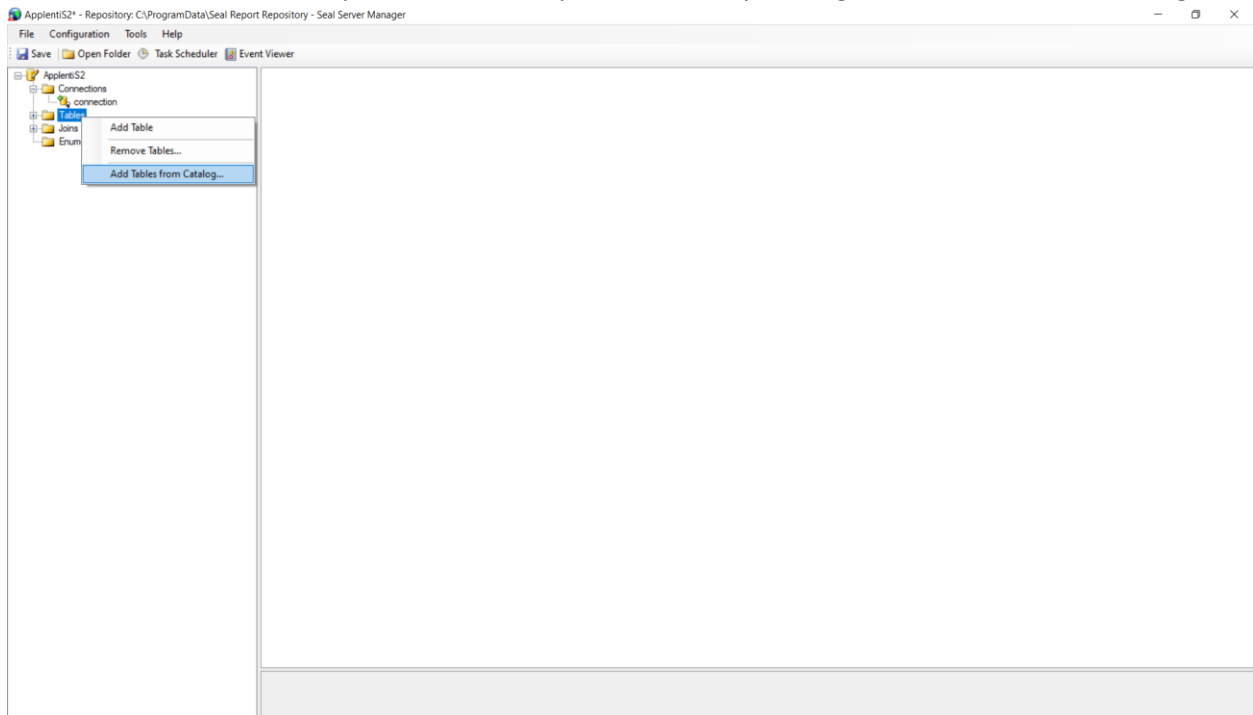 ApplentiS2* - Repository: C:\ProgramData\Seal Report Repository - Seal Server Manager
File Configuration Tools Help
Save Open Folder Task Scheduler Event Viewer
ApplentiS2
Connections
connection
Tables
Joins
Enum
Add Table
Remove Tables...
Add Tables from Catalog...